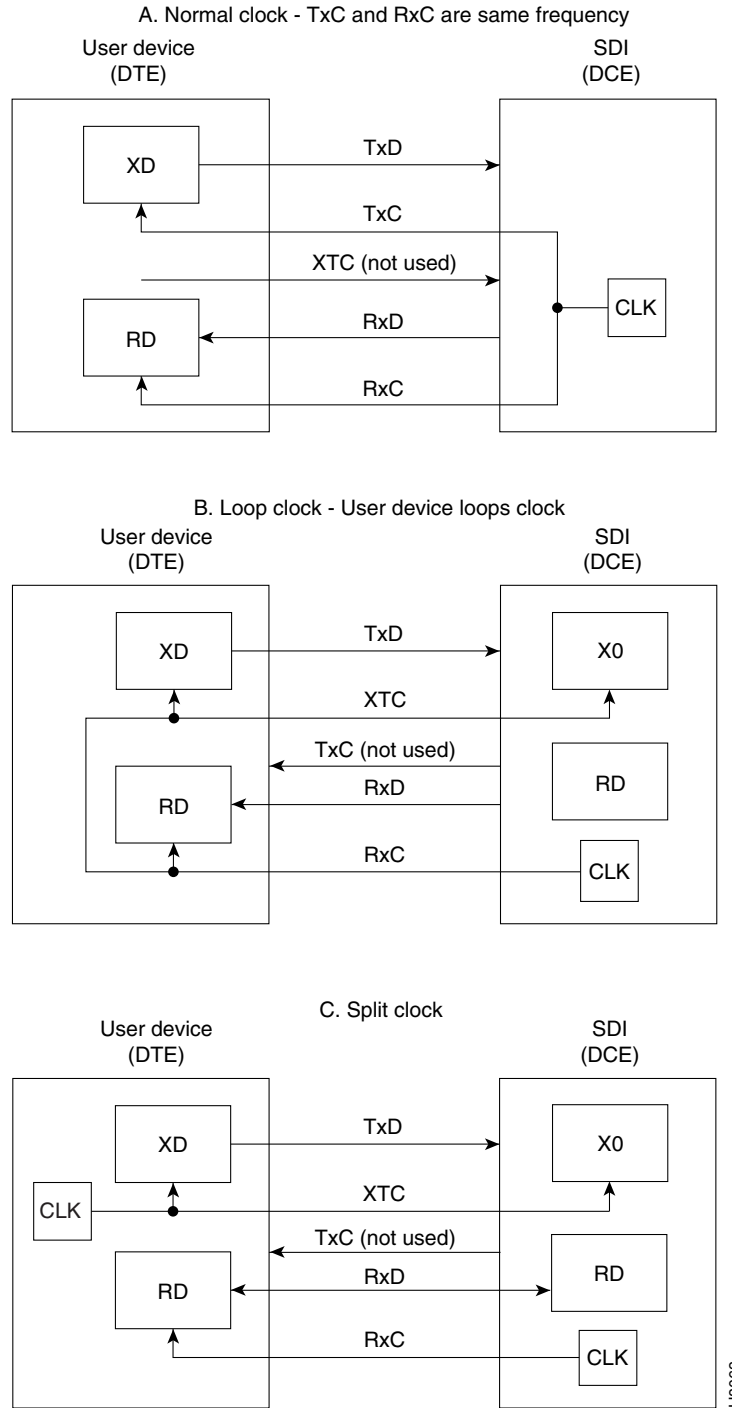 A. Normal clock - TxC and RxC are same frequency
User device
(DTE)
SDI
(DCE)
XD
TxD
TxC
XTC (not used)
CLK
RD
RxD
RxC
B. Loop clock - User device loops clock
User device
(DTE)
SDI
(DCE)
XD
TxD
X0
XTC
TxC (not used)
RD
RxD
RD
RxC
CLK
C. Split clock
User device
(DTE)
SDI
(DCE)
XD
TxD
X0
CLK
XTC
TxC (not used)
RD
RxD
RD
RxC
CLK